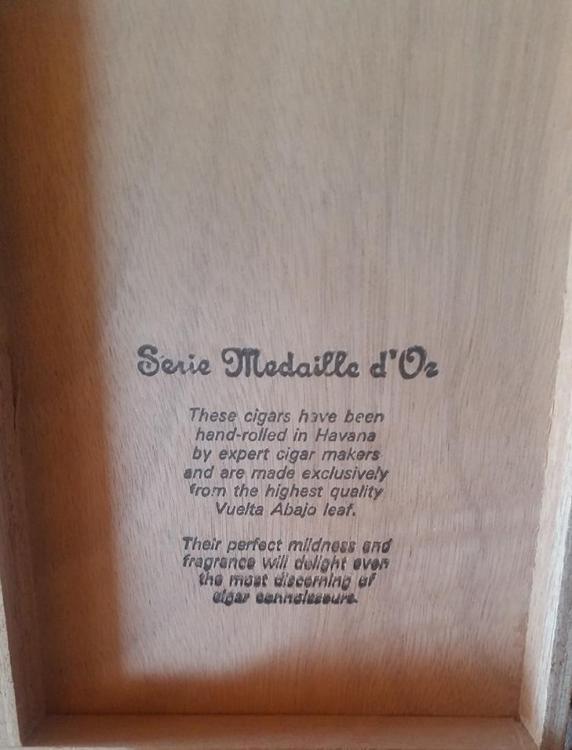 Serie Medaille d'Or
These cigars have been
hand-rolled in Havana
by expert cigar makers
and are made exclusively
from the highest quality
Vuelta Abajo leaf.
Their perfect mildness and
fragrance will delight even
the most discerning of
cigar connoisseurs.